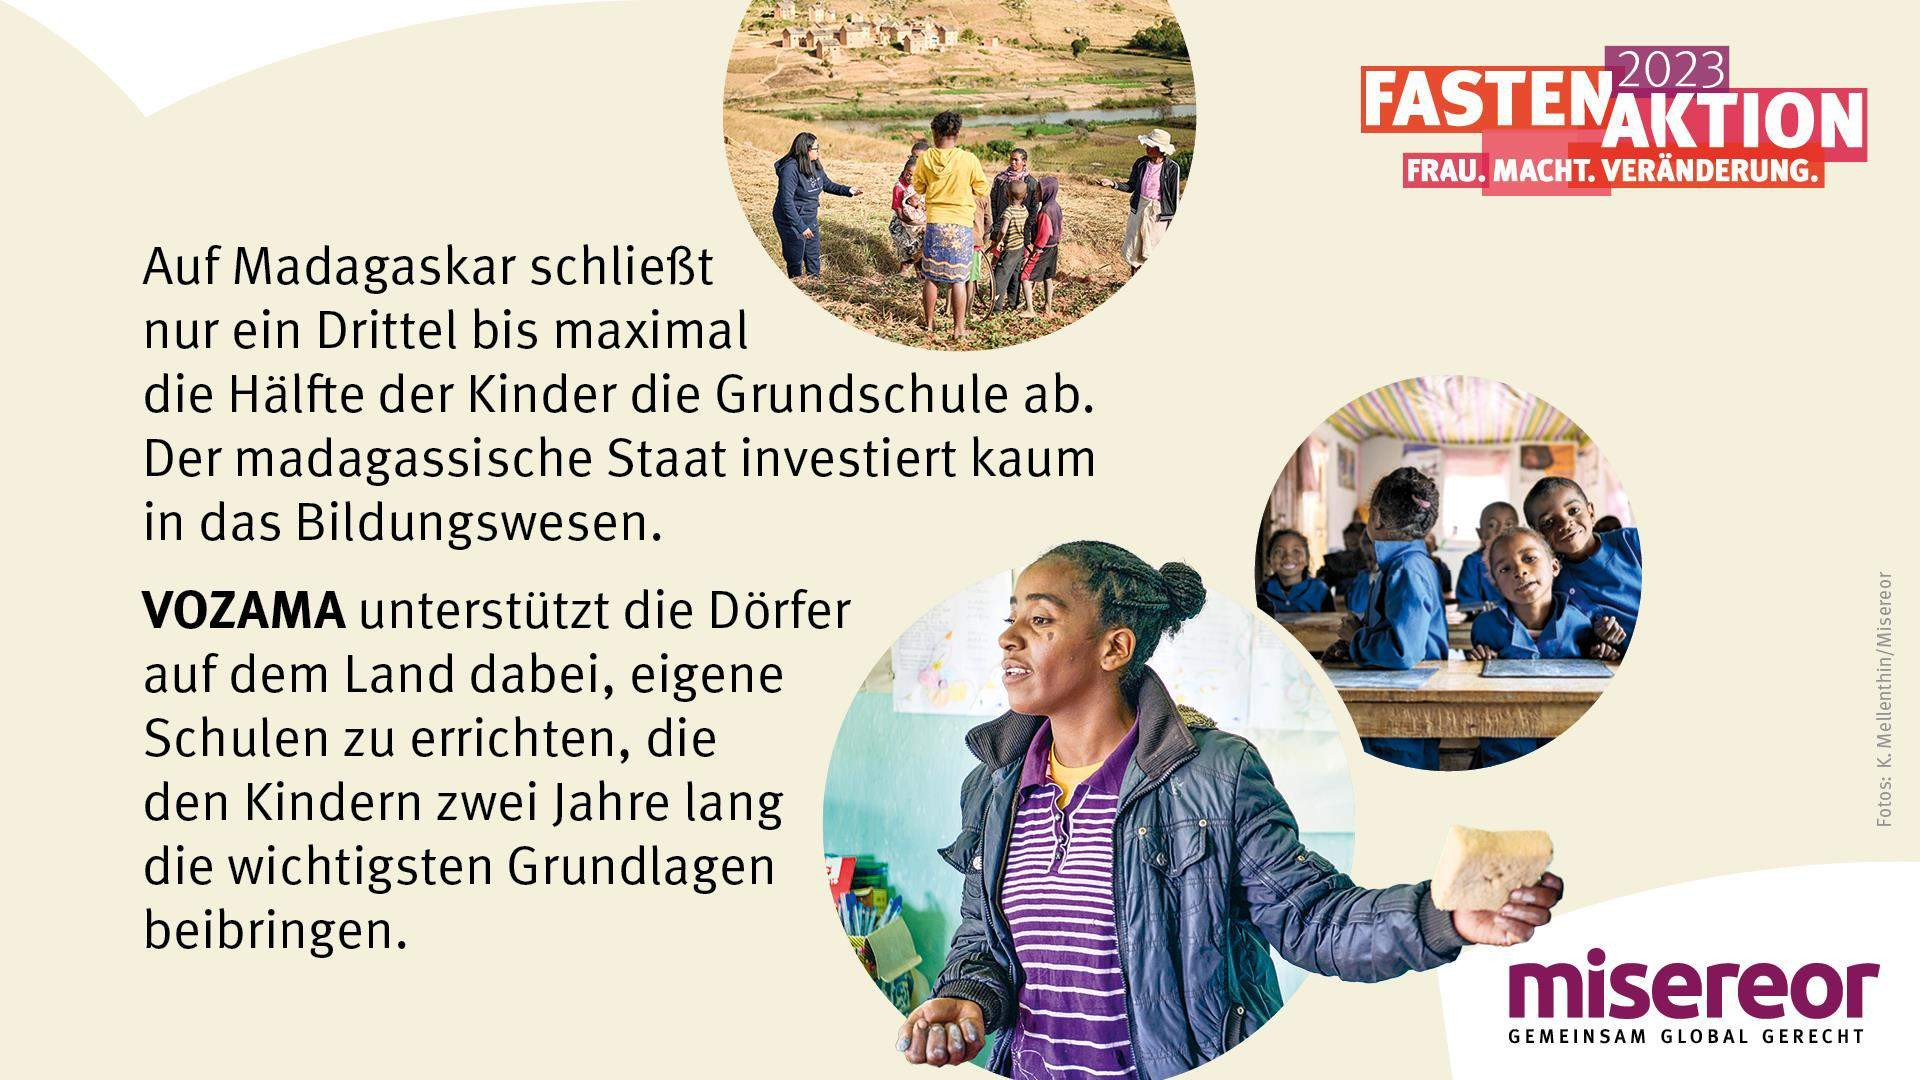 2023
FASTENAKTION
FRAU. MACHT. VERÄNDERUNG.
Auf Madagaskar schließt
nur ein Drittel bis maximal
die Hälfte der Kinder die Grundschule ab.
Der madagassische Staat investiert kaum
in das Bildungswesen.
VOZAMA unterstützt die Dörfer
auf dem Land dabei, eigene
Schulen zu errichten, die
den Kindern zwei Jahre lang
die wichtigsten Grundlagen
beibringen.
Fotos: K. Mellenthin/Misereor
misereor
GEMEINSAM GLOBAL GERECHT